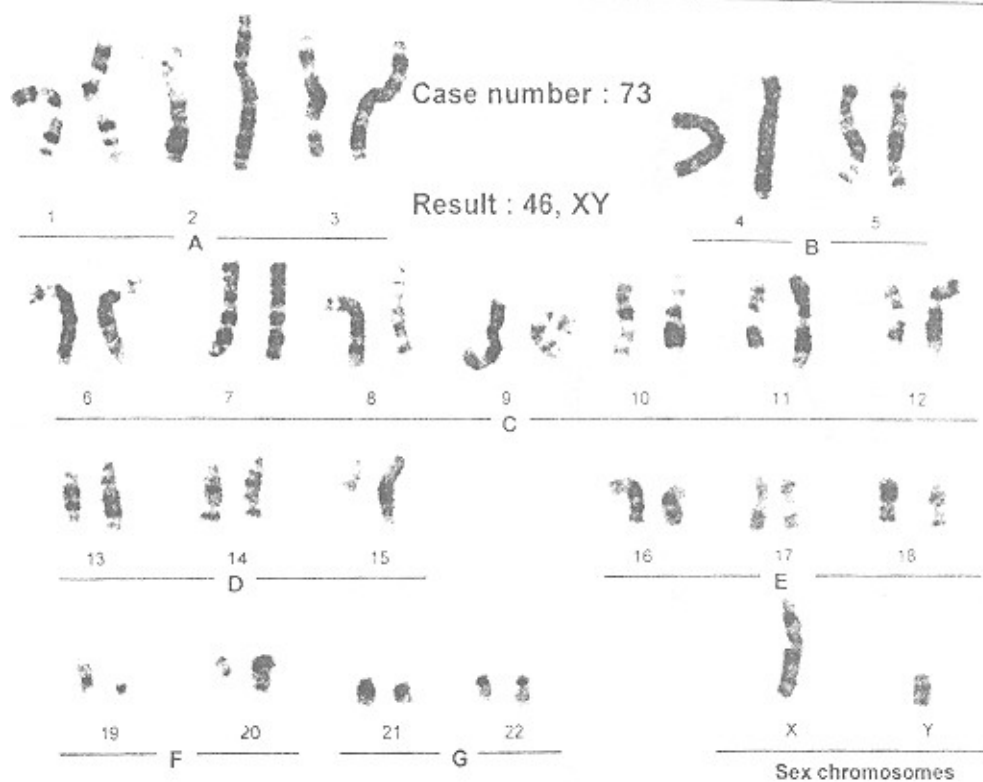 Case number : 73
Result : 46, XY
1 2 3 4 5
A B
6 7 8 9 10 11 12
C
13 14 15 16 17 18
D E
19 20 21 22 X Y
F G
Sex chromosomes